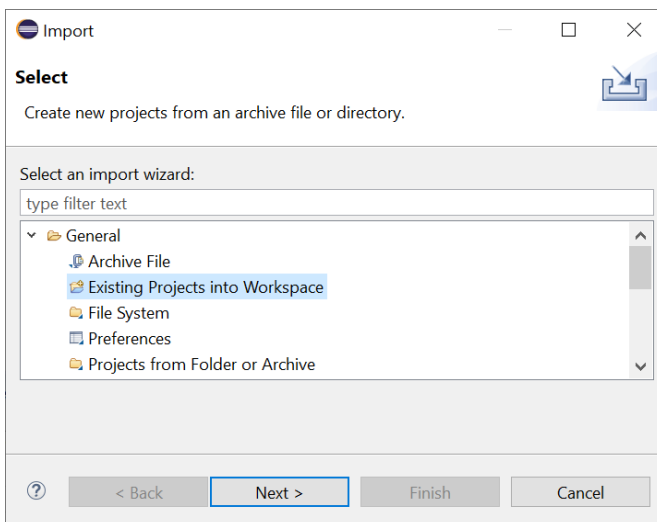 Import
Select
Create new projects from an archive file or directory.
Select an import wizard:
type filter text
General
Archive File
Existing Projects into Workspace
File System
Preferences
Projects from Folder or Archive
? < Back Next > Finish Cancel